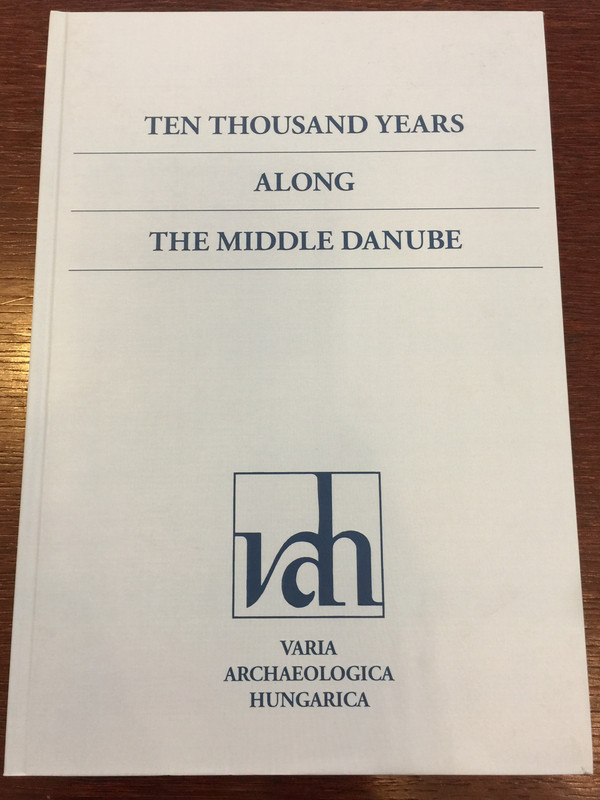 TEN THOUSAND YEARS
ALONG
THE MIDDLE DANUBE
vah
VARIA
ARCHAEOLOGICA
HUNGARICA